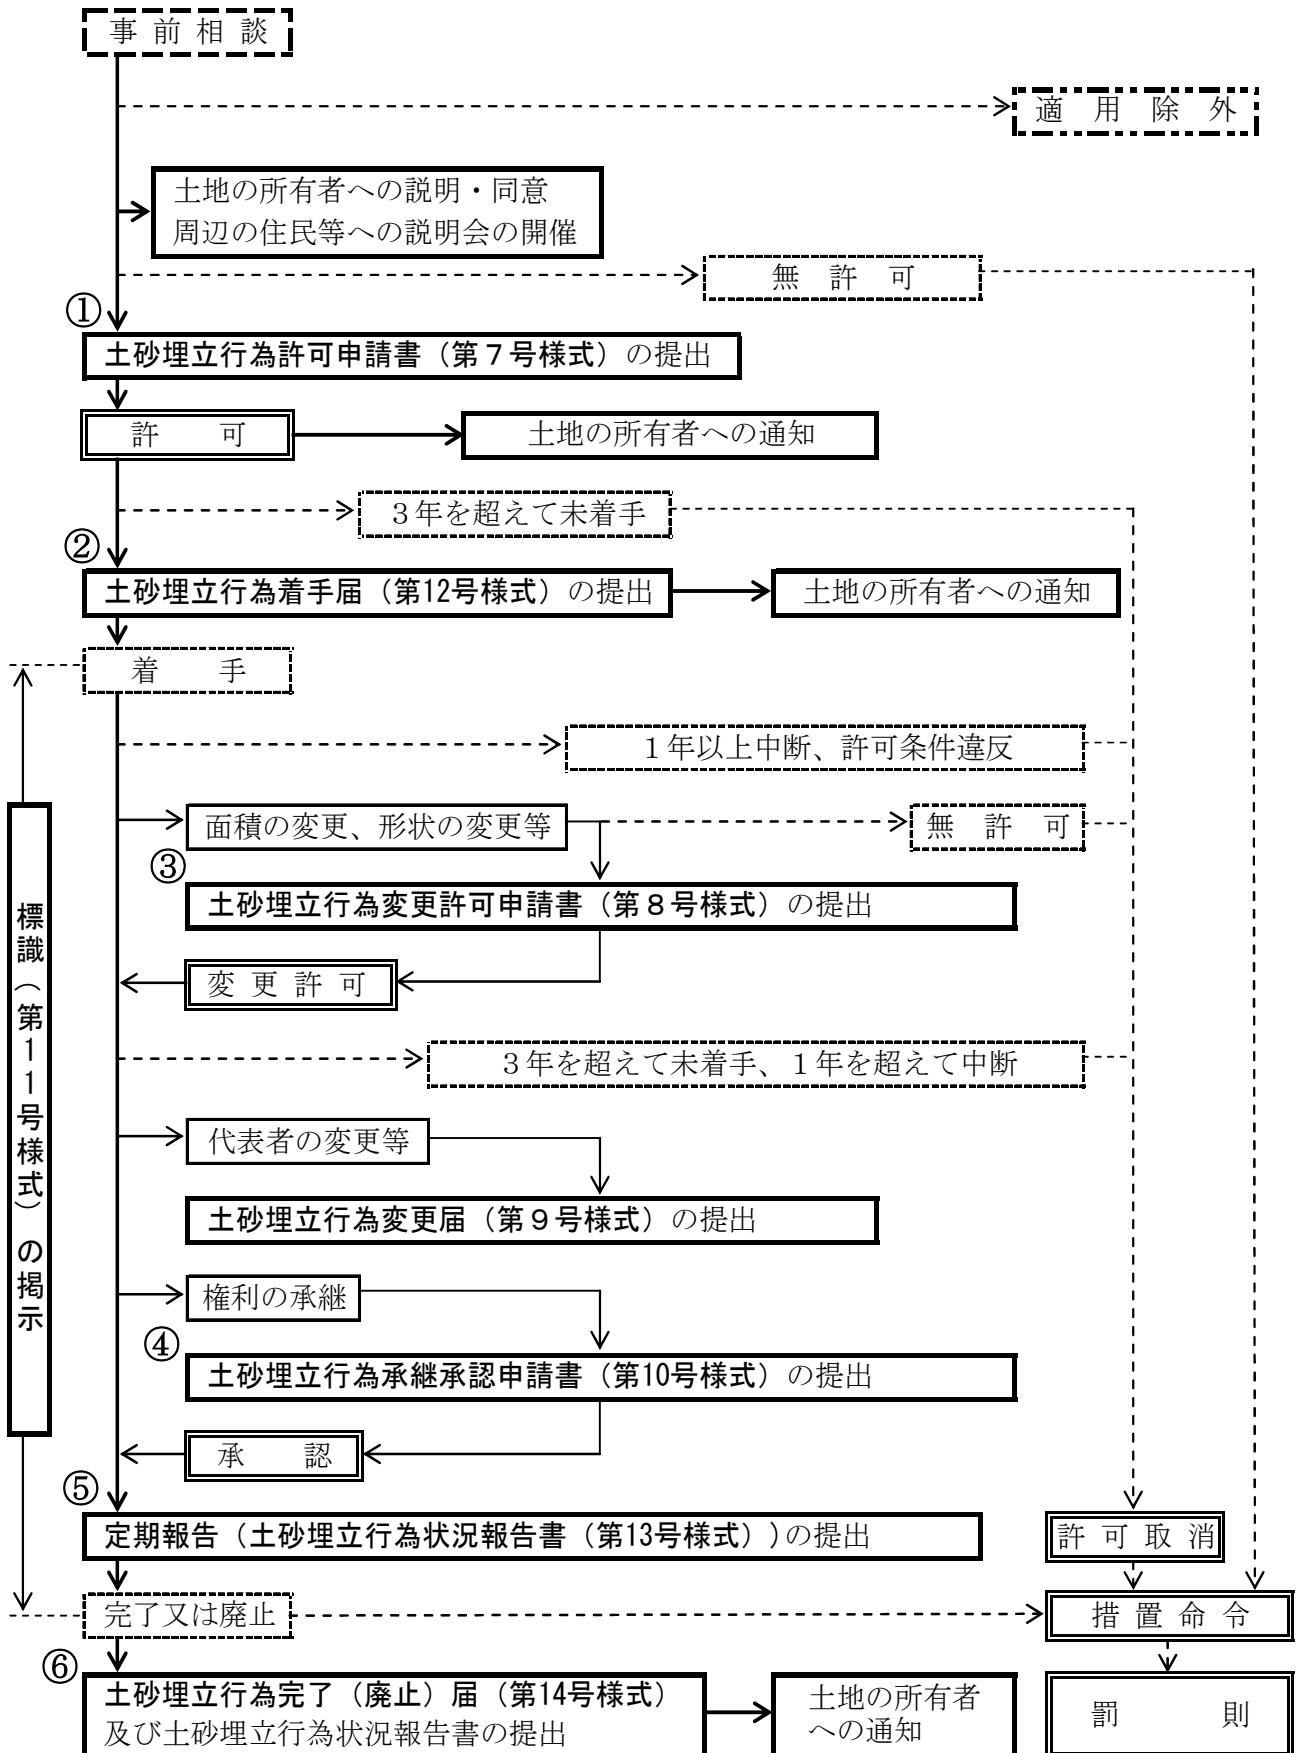 事前相談
適用除外
土地の所有者への説明・同意
周辺の住民等への説明会の開催
無許可
①
土砂埋立行為許可申請書（第７号様式）の提出
許可
土地の所有者への通知
３年を超えて未着手
②
土砂埋立行為着手届（第12号様式）の提出
土地の所有者への通知
着手
１年以上中断、許可条件違反
面積の変更、形状の変更等
無許可
③
土砂埋立行為変更許可申請書（第８号様式）の提出
標識（第11号様式）の掲示
変更許可
３年を超えて未着手、１年を超えて中断
代表者の変更等
土砂埋立行為変更届（第９号様式）の提出
権利の承継
④
土砂埋立行為承継承認申請書（第10号様式）の提出
承認
⑤
定期報告（土砂埋立行為状況報告書（第13号様式））の提出
許可取消
完了又は廃止
措置命令
⑥
土砂埋立行為完了（廃止）届（第14号様式）
及び土砂埋立行為状況報告書の提出
土地の所有者
への通知
罰則